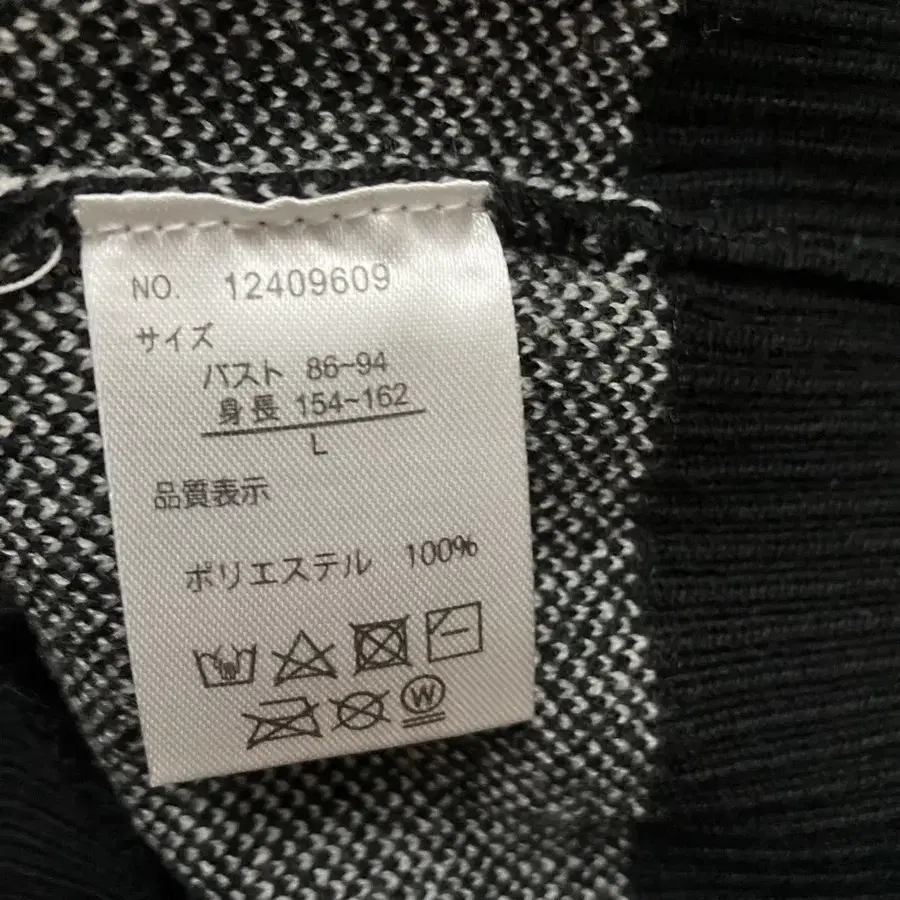 NO. 12409609
サイズ
バスト 86~94
身長 154~162
L
品質表示
ポリエステル 100%
W